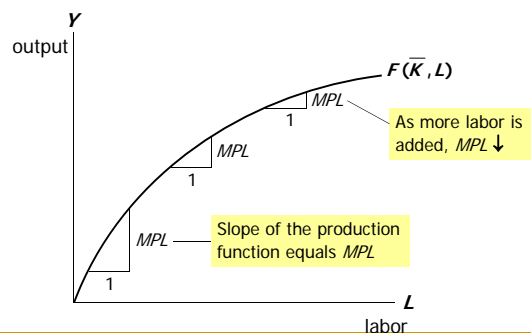 Y
output
F(K̅, L)
MPL
1
As more labor is
added, MPL ↓
MPL
1
MPL
Slope of the production
function equals MPL
1
L
labor